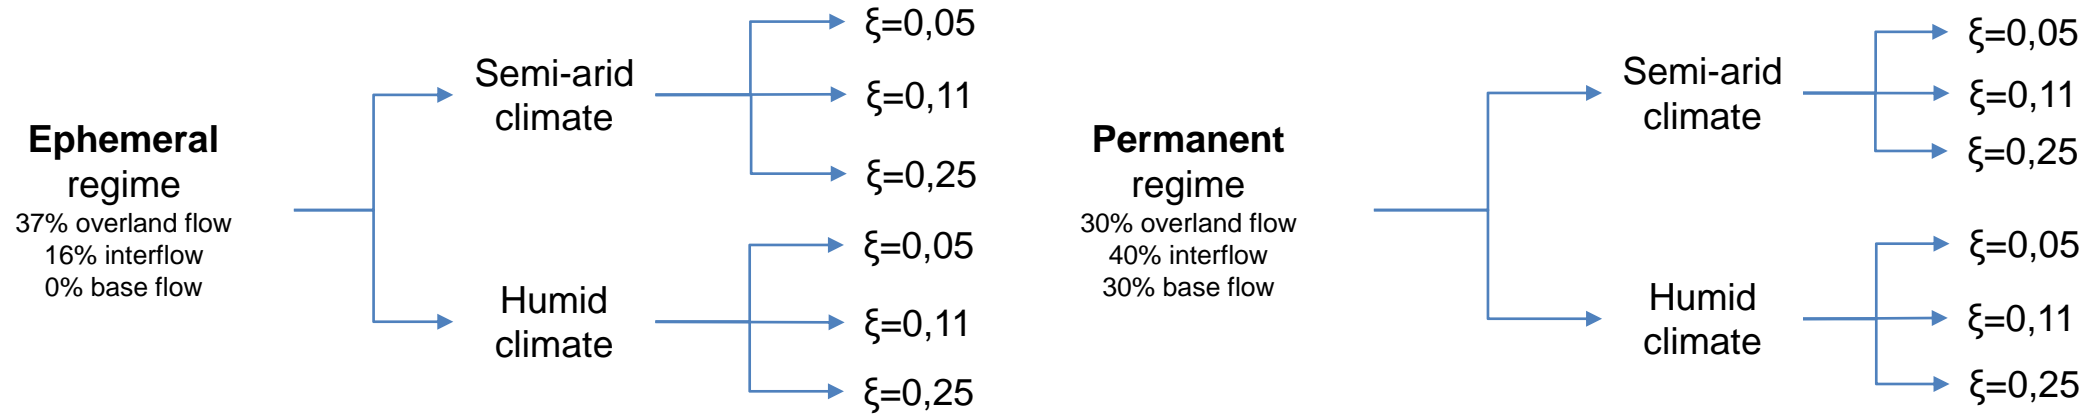 Ephemeral
regime
37% overland flow
16% interflow
0% base flow
Semi-arid
climate
ξ=0,05
ξ=0,11
ξ=0,25
Humid
climate
ξ=0,05
ξ=0,11
ξ=0,25
Permanent
regime
30% overland flow
40% interflow
30% base flow
Semi-arid
climate
ξ=0,05
ξ=0,11
ξ=0,25
Humid
climate
ξ=0,05
ξ=0,11
ξ=0,25